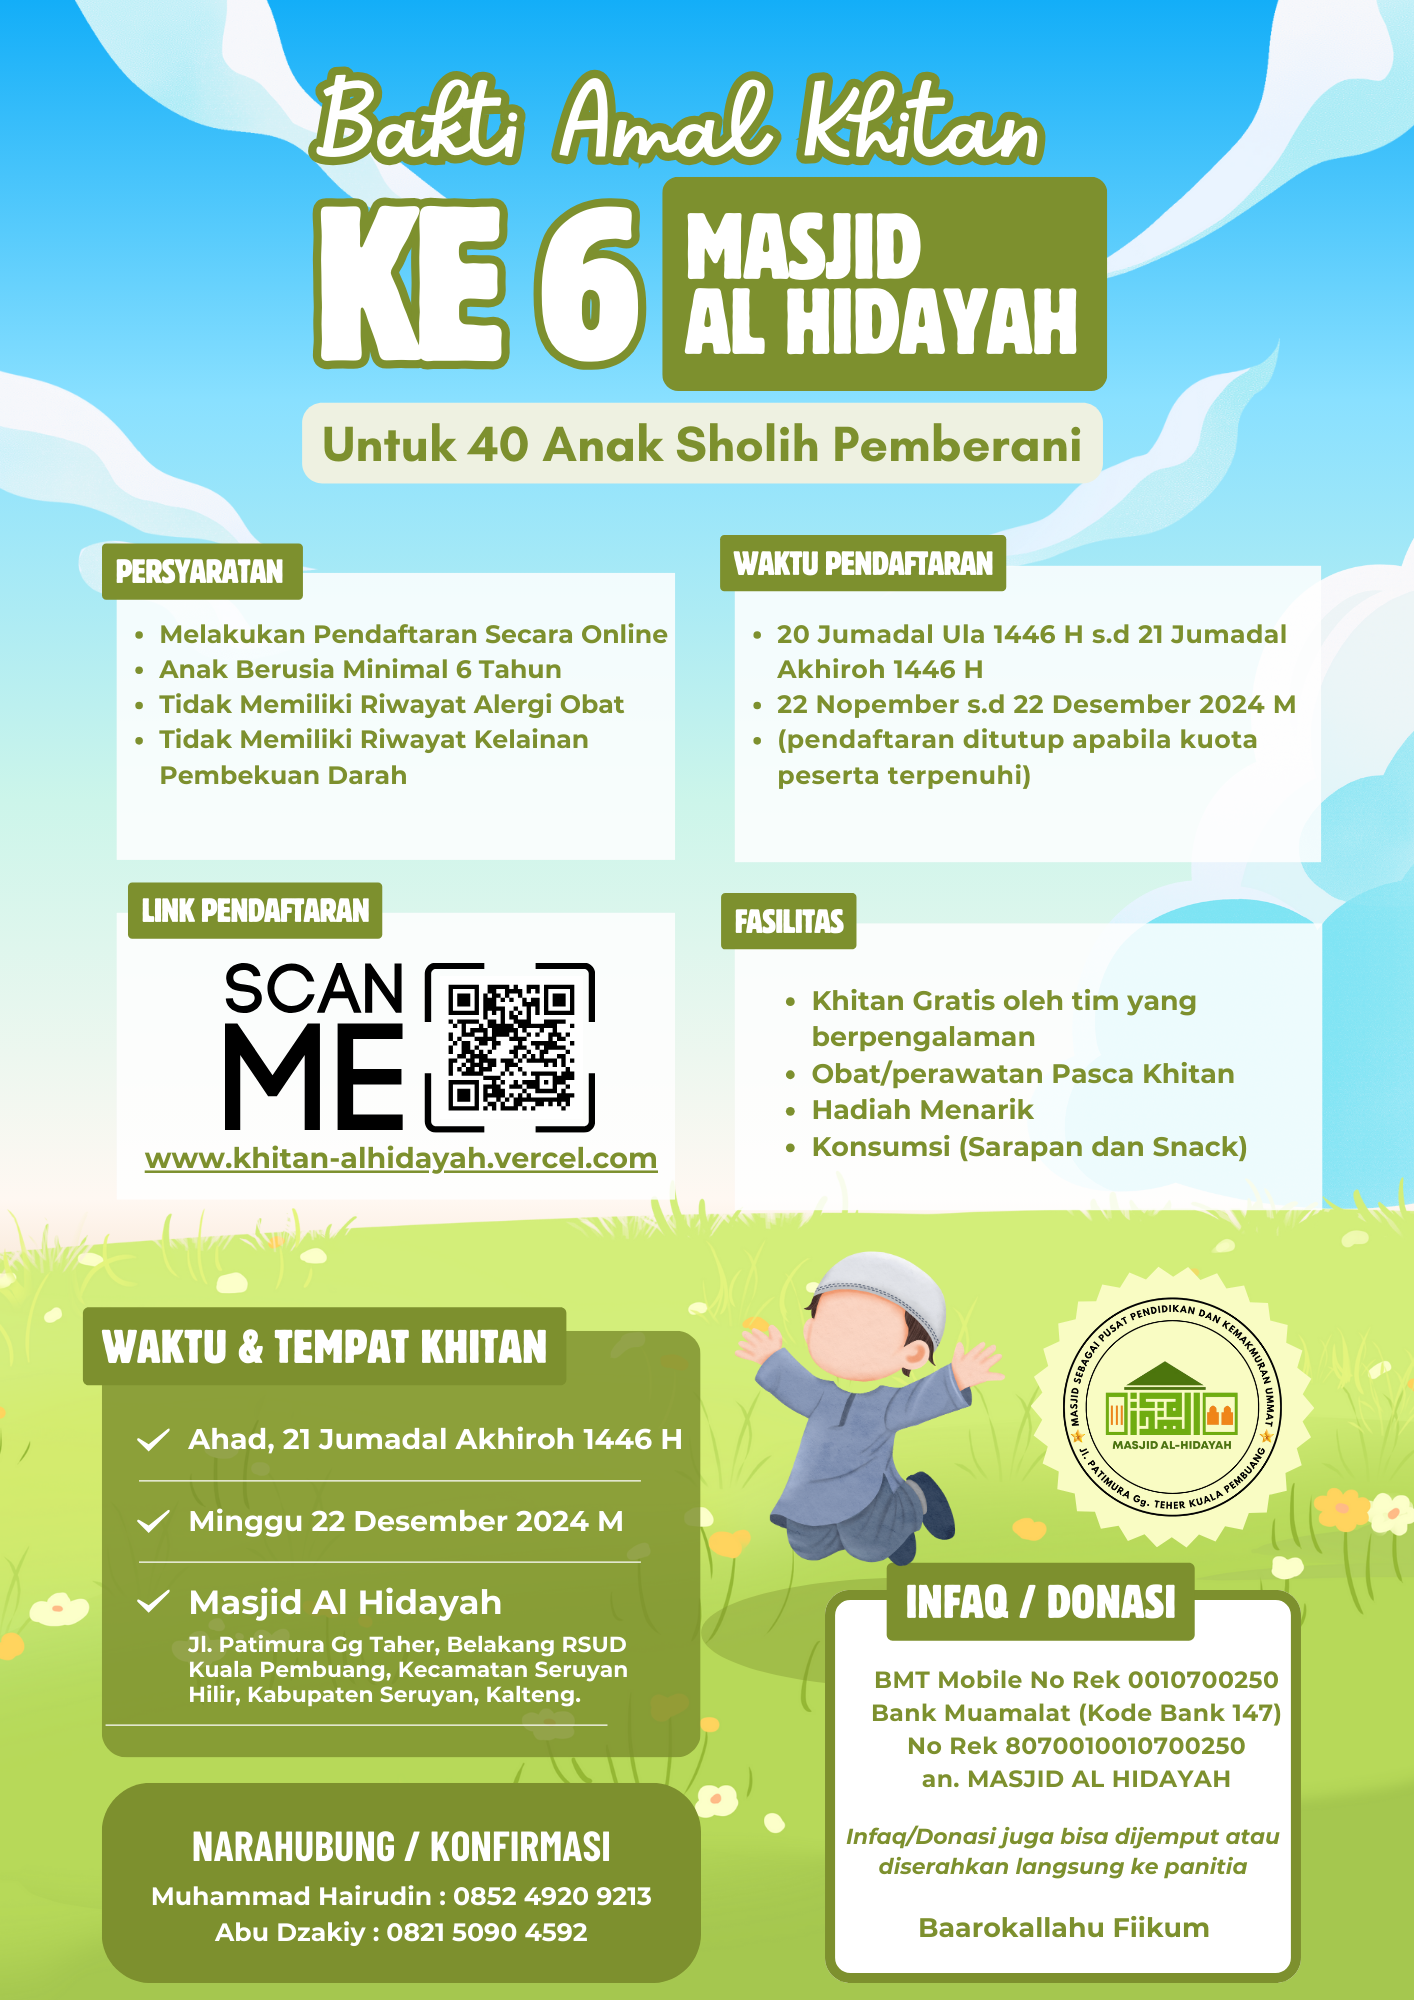 Bakti Amal Khitan
KE 6
MASJID
AL HIDAYAH
Untuk 40 Anak Sholih Pemberani
PERSYARATAN
• Melakukan Pendaftaran Secara Online
• Anak Berusia Minimal 6 Tahun
• Tidak Memiliki Riwayat Alergi Obat
• Tidak Memiliki Riwayat Kelainan
Pembekuan Darah
WAKTU PENDAFTARAN
• 20 Jumadal Ula 1446 H s.d 21 Jumadal
Akhiroh 1446 H
• 22 Nopember s.d 22 Desember 2024 M
• (pendaftaran ditutup apabila kuota
peserta terpenuhi)
LINK PENDAFTARAN
SCAN
ME
www.khitan-alhidayah.vercel.com
FASILITAS
• Khitan Gratis oleh tim yang
berpengalaman
• Obat/perawatan Pasca Khitan
• Hadiah Menarik
• Konsumsi (Sarapan dan Snack)
WAKTU & TEMPAT KHITAN
Ahad, 21 Jumadal Akhiroh 1446 H
Minggu 22 Desember 2024 M
Masjid Al Hidayah
Jl. Patimura Gg Taher, Belakang RSUD
Kuala Pembuang, Kecamatan Seruyan
Hilir, Kabupaten Seruyan, Kalteng.
MASJID SEBAGAI PUSAT PENDIDIKAN DAN KEMAKMURAN UMMAT
MASJID AL-HIDAYAH
Jl. PATIMURA Gg. TEHER KUALA PEMBUANG
INFAQ / DONASI
BMT Mobile No Rek 0010700250
Bank Muamalat (Kode Bank 147)
No Rek 8070010010700250
an. MASJID AL HIDAYAH
Infaq/Donasi juga bisa dijemput atau
diserahkan langsung ke panitia
Baarokallahu Fiikum
NARAHUBUNG / KONFIRMASI
Muhammad Hairudin : 0852 4920 9213
Abu Dzakiy : 0821 5090 4592